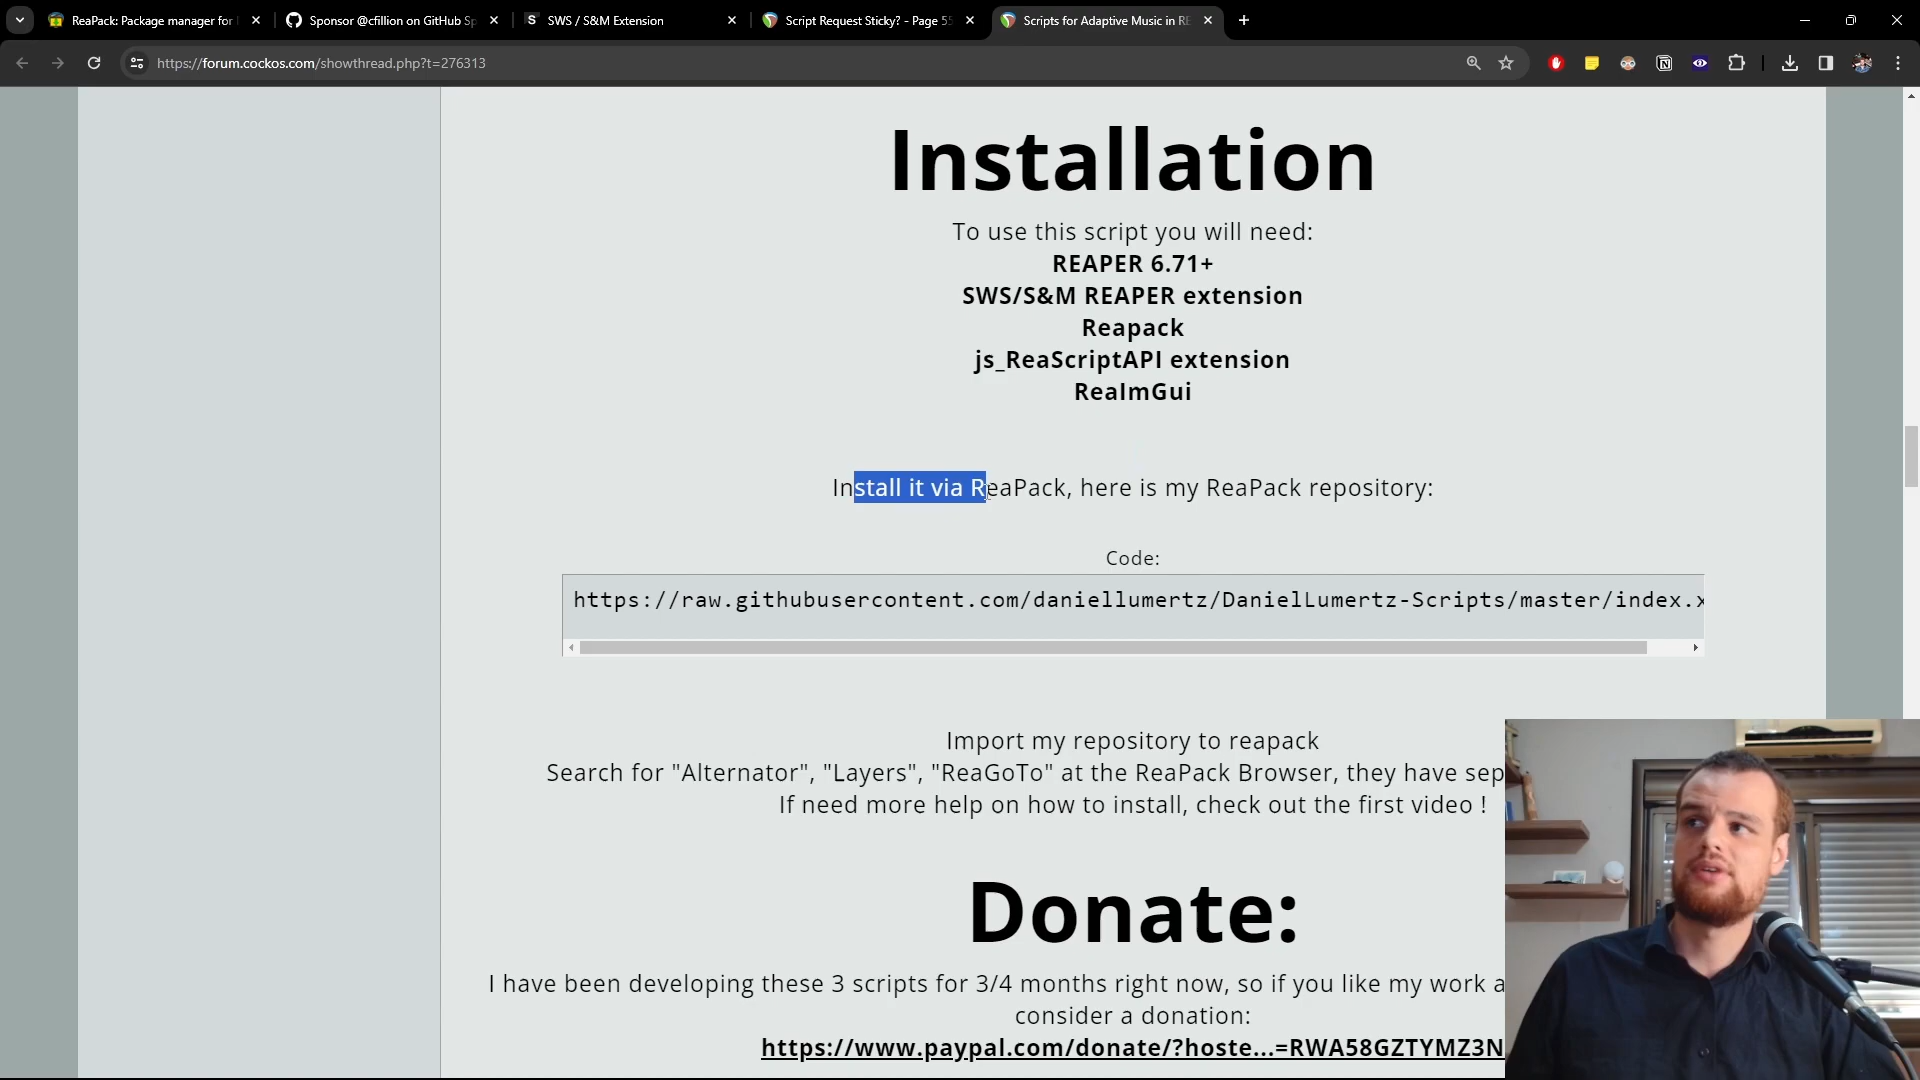 ReaPack: Package manager for
Sponsor @cfillion on GitHub Sp
S SWS / S&M Extension
Script Request Sticky? - Page 55
Scripts for Adaptive Music in RE
https://forum.cockos.com/showthread.php?t=276313
Installation
To use this script you will need:
REAPER 6.71+
SWS/S&M REAPER extension
Reapack
js_ReaScriptAPI extension
ReaImGui
Install it via ReaPack, here is my ReaPack repository:
Code:
https://raw.githubusercontent.com/daniellumertz/DanielLumertz-Scripts/master/index.x
Import my repository to reapack
Search for "Alternator", "Layers", "ReaGoTo" at the ReaPack Browser, they have sep
If need more help on how to install, check out the first video !
Donate:
I have been developing these 3 scripts for 3/4 months right now, so if you like my work a
consider a donation:
https://www.paypal.com/donate/?hoste...=RWA58GZTYMZ3N